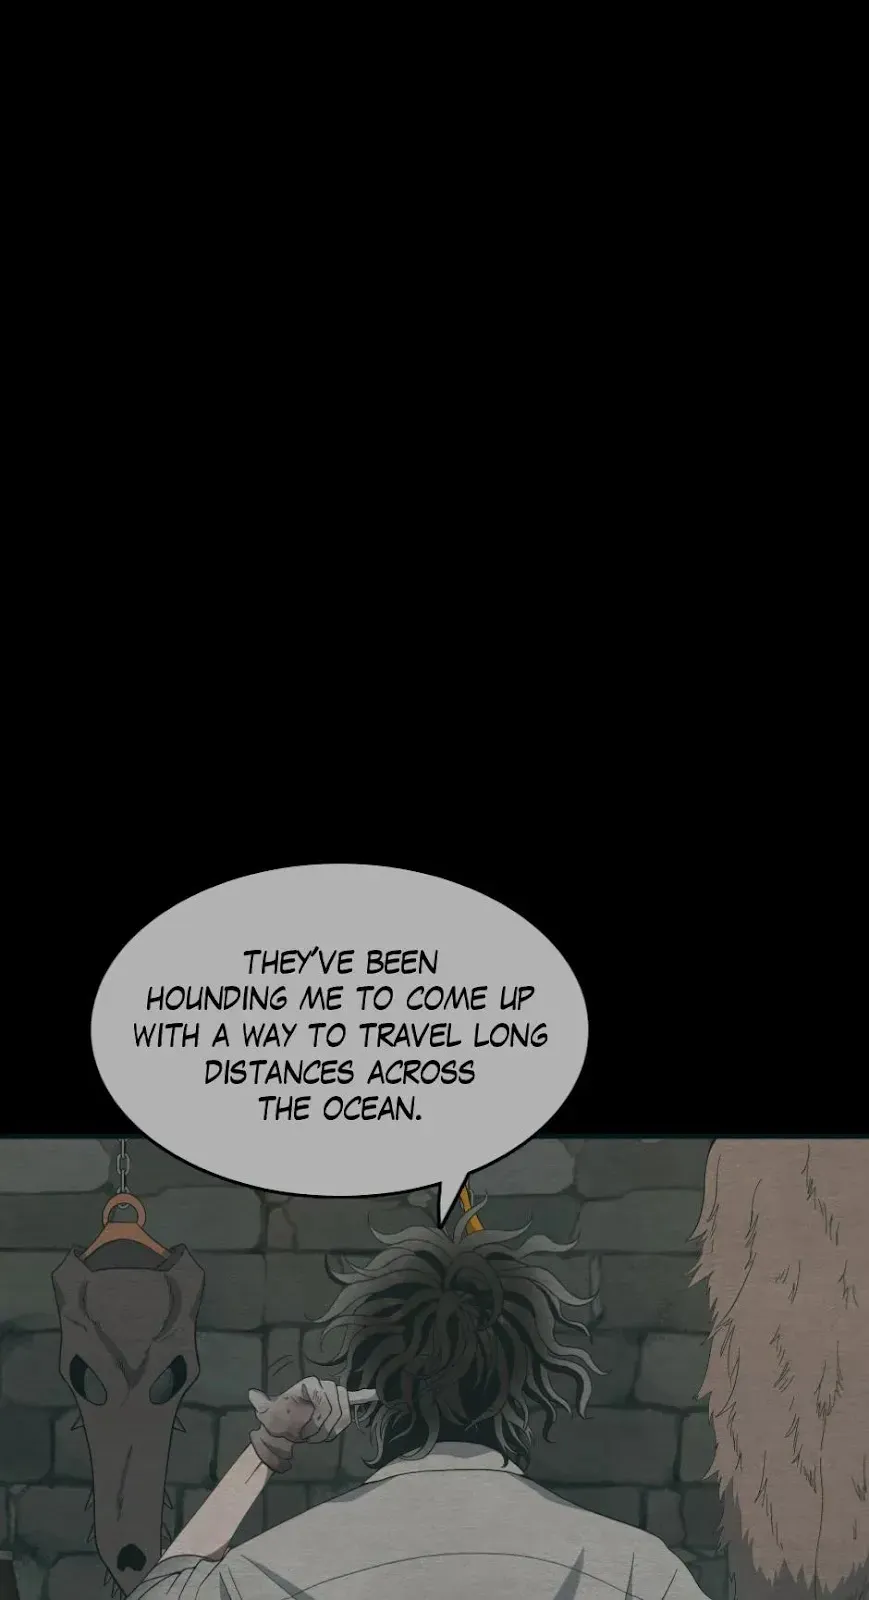 THEY'VE BEEN
HOUNDING ME TO COME UP
WITH A WAY TO TRAVEL LONG
DISTANCES ACROSS
THE OCEAN.